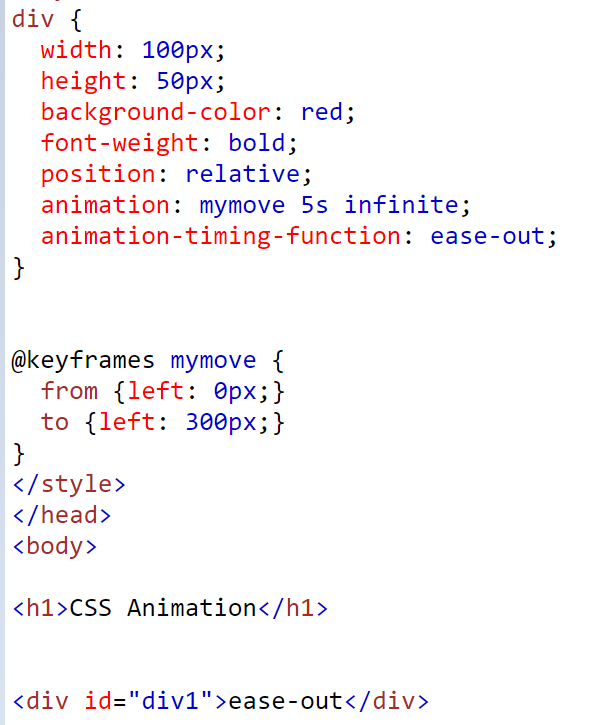 div {
  width: 100px;
  height: 50px;
  background-color: red;
  font-weight: bold;
  position: relative;
  animation: mymove 5s infinite;
  animation-timing-function: ease-out;
}
@keyframes mymove {
  from {left: 0px;}
  to {left: 300px;}
}
</style>
</head>
<body>
<h1>CSS Animation</h1>
<div id="div1">ease-out</div>